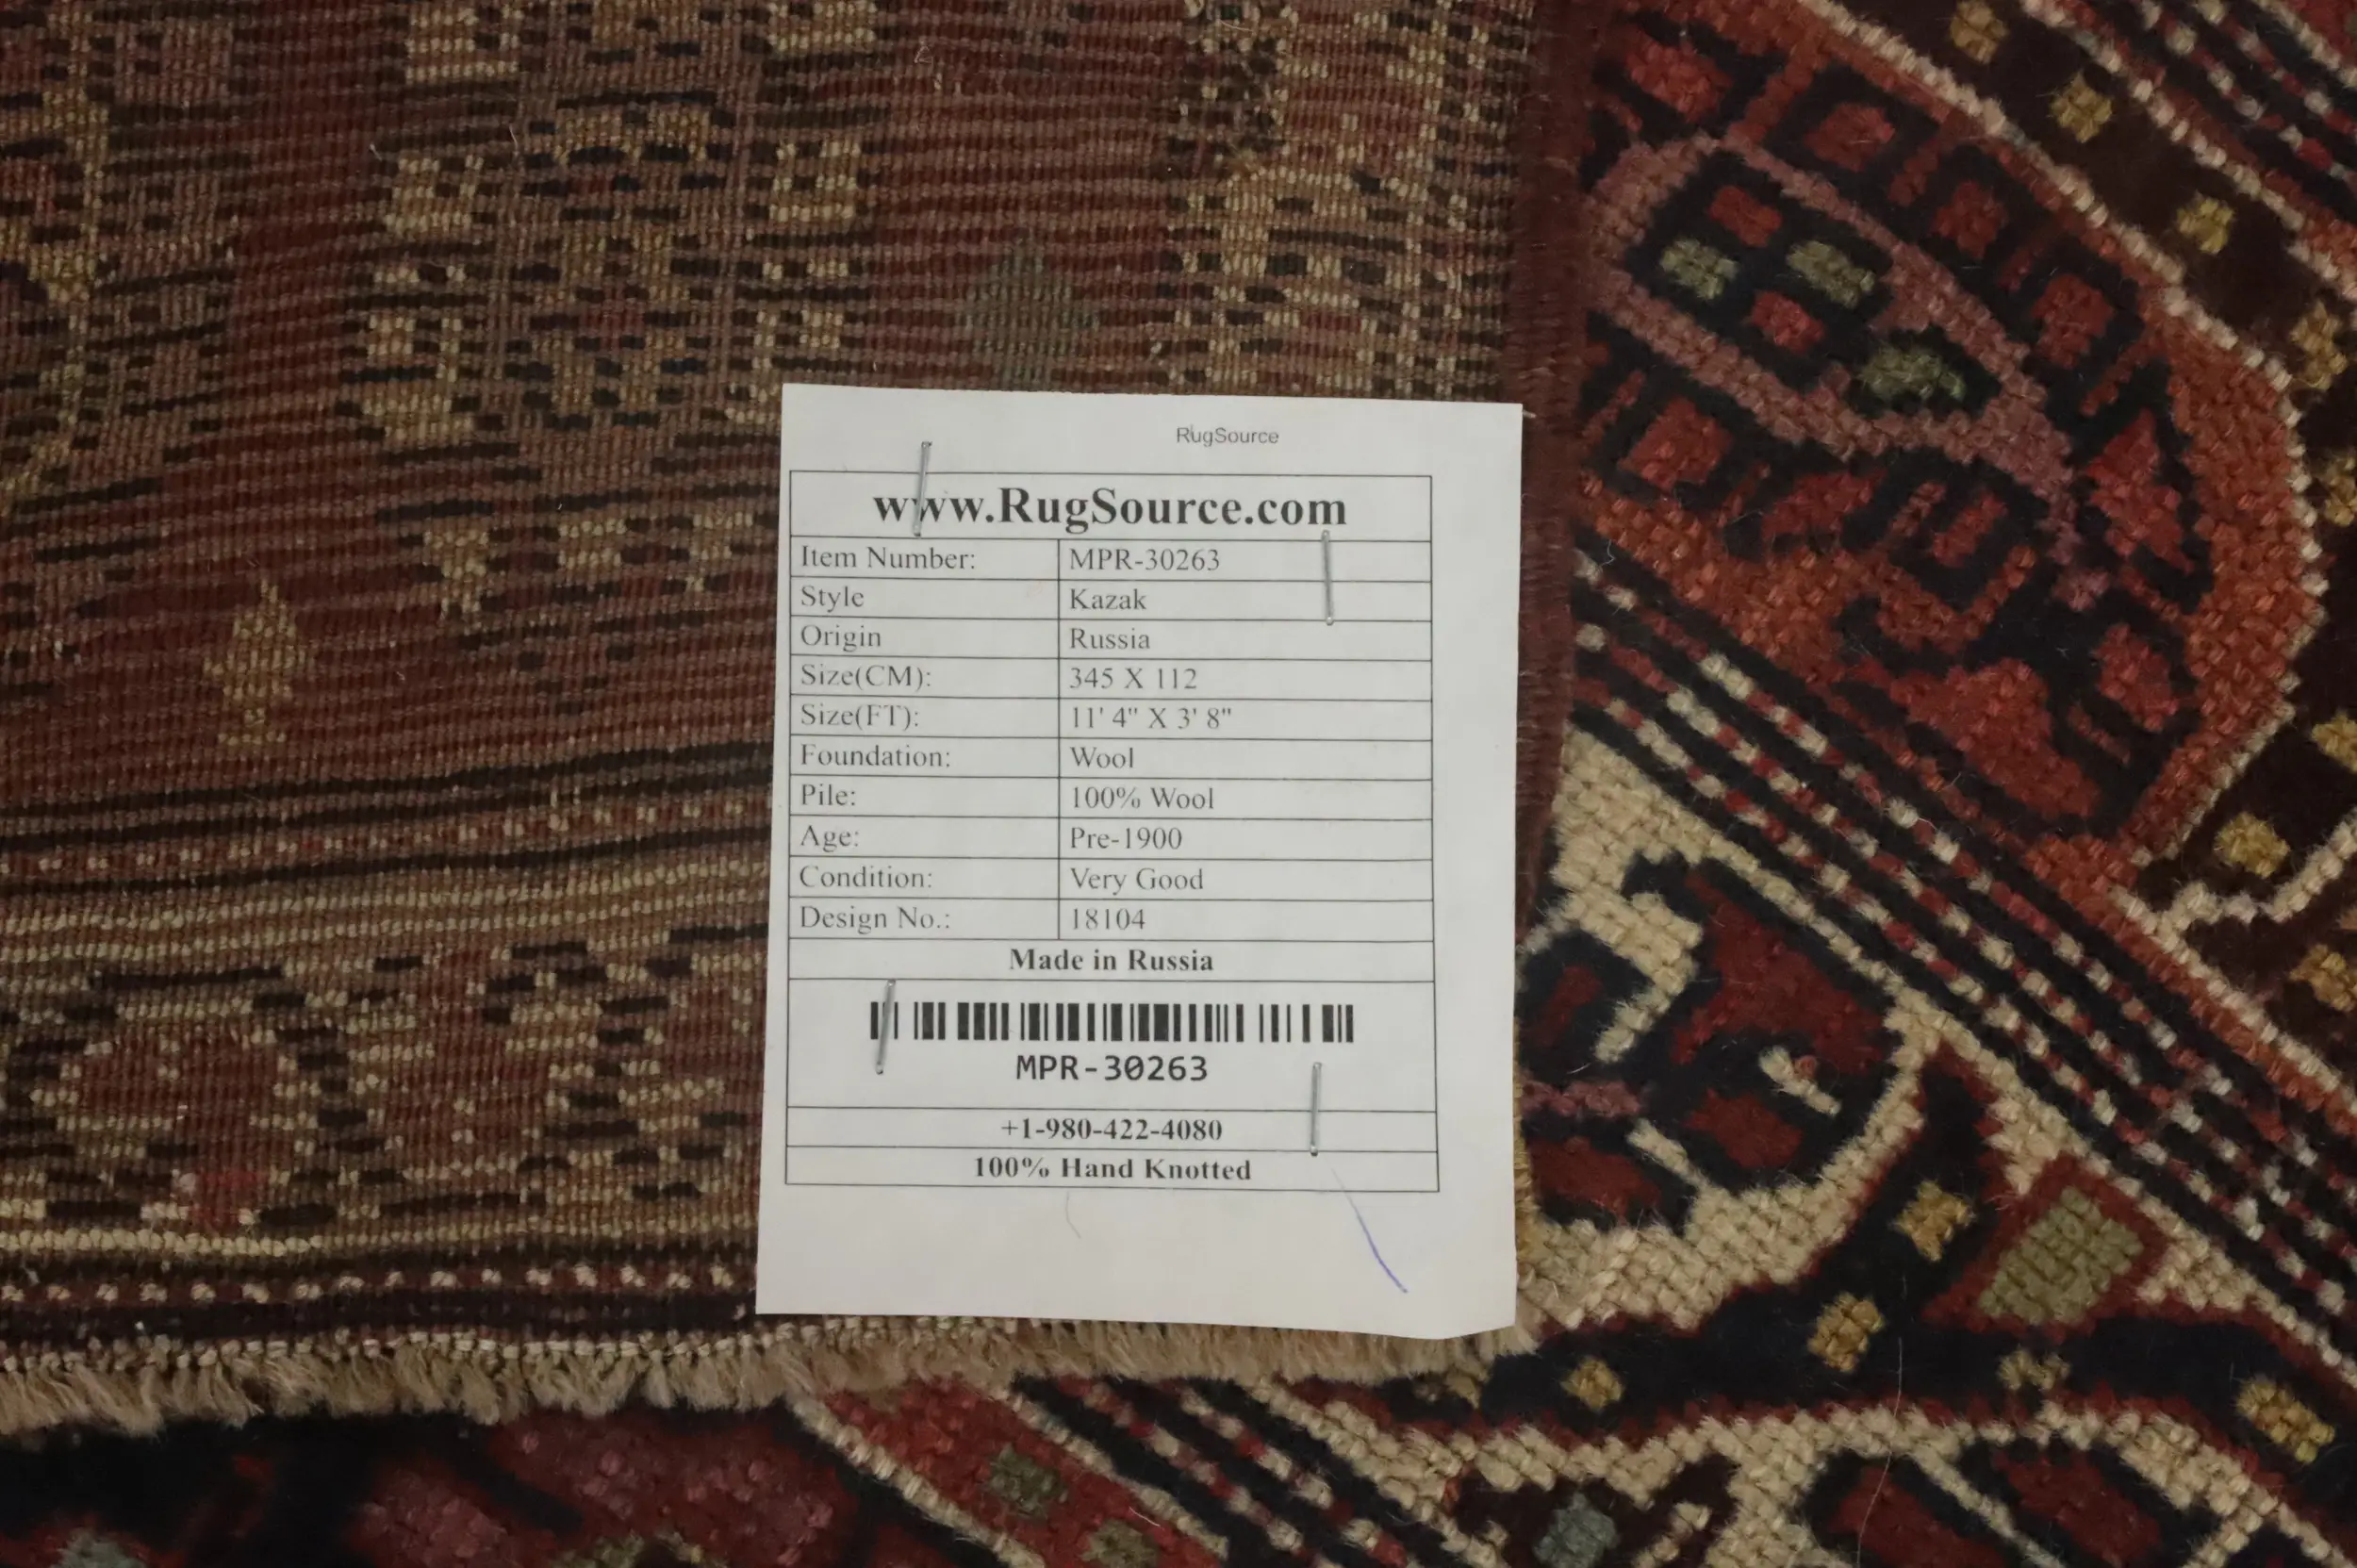 RugSource
www.RugSource.com
Item Number: MPR-30263
Style Kazak
Origin Russia
Size(CM): 345 X 112
Size(FT): 11' 4" X 3' 8"
Foundation: Wool
Pile: 100% Wool
Age: Pre-1900
Condition: Very Good
Design No.: 18104
Made in Russia
MPR-30263
+1-980-422-4080
100% Hand Knotted